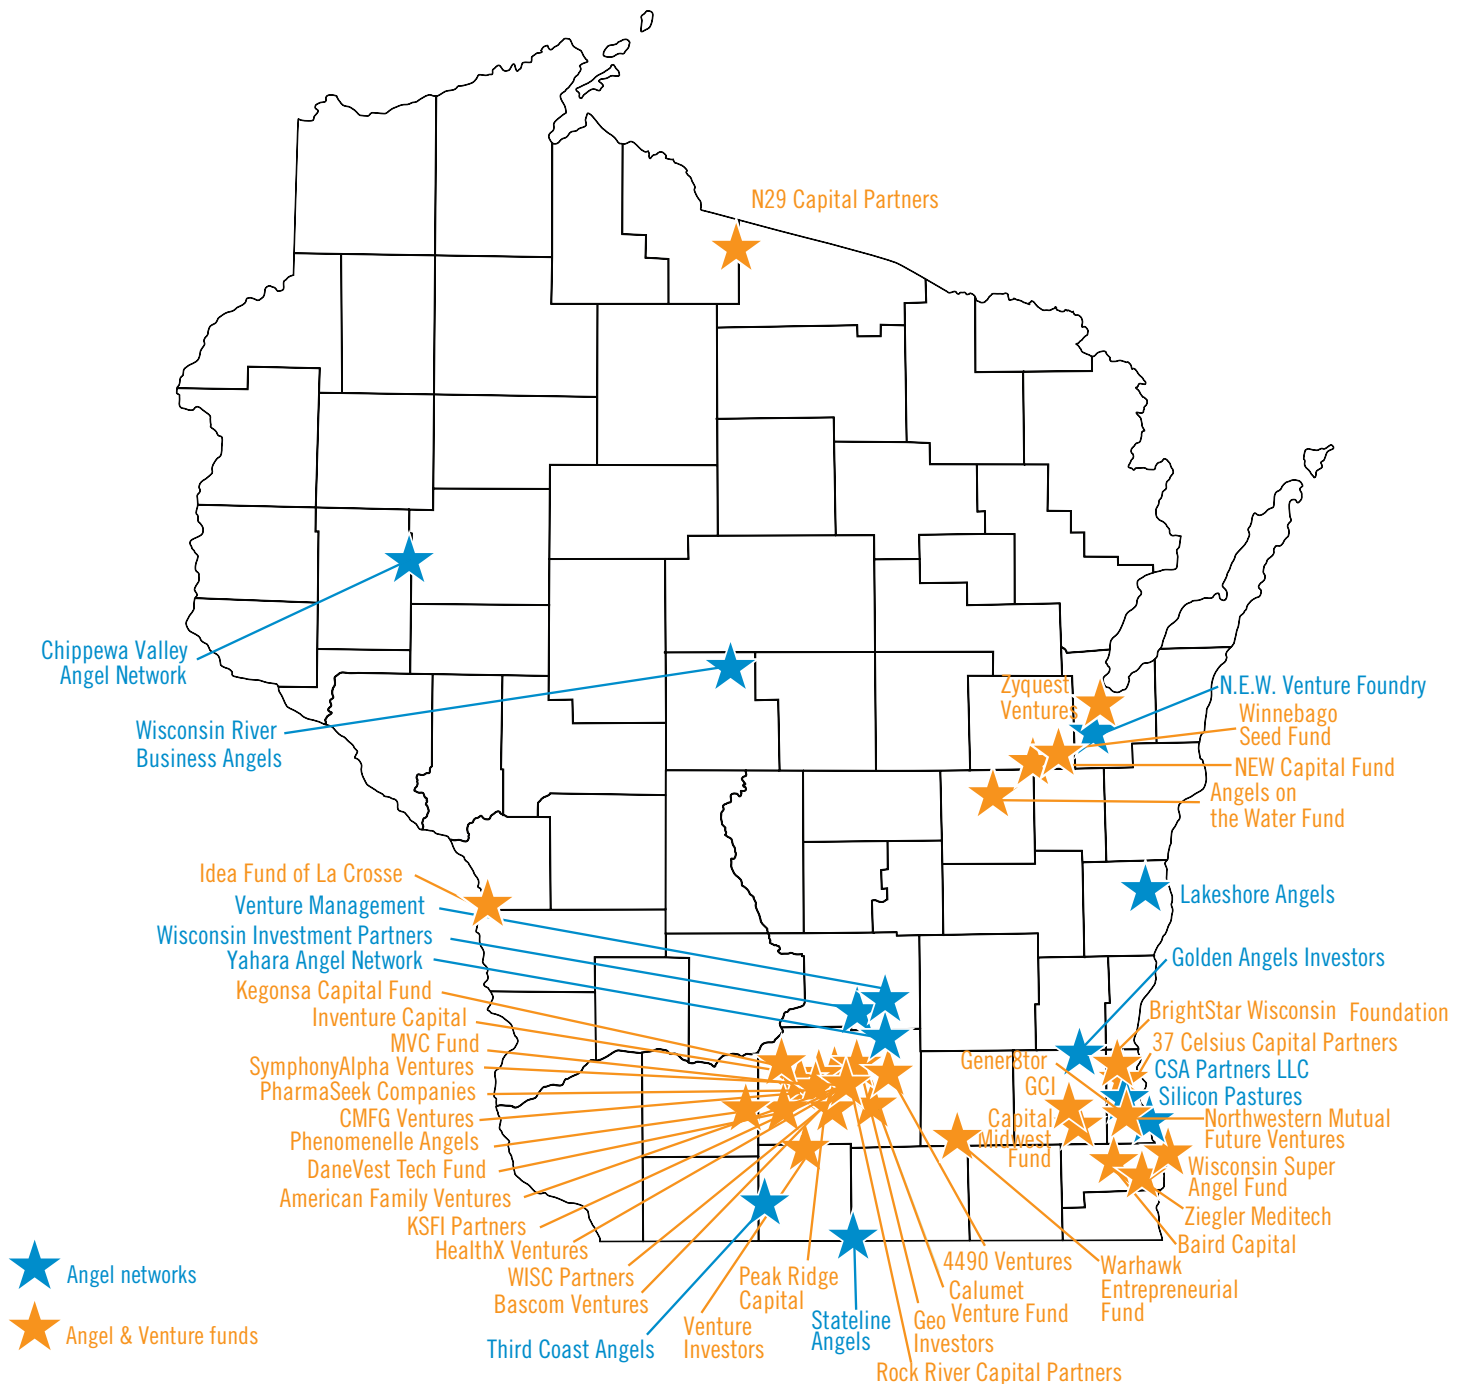 N29 Capital Partners
Chippewa Valley
Angel Network
Wisconsin River
Business Angels
Zyquest
Ventures
N.E.W. Venture Foundry
Winnebago
Seed Fund
NEW Capital Fund
Angels on
the Water Fund
Idea Fund of La Crosse
Venture Management
Wisconsin Investment Partners
Yahara Angel Network
Kegonsa Capital Fund
Inventure Capital
MVC Fund
SymphonyAlpha Ventures
PharmaSeek Companies
CMFG Ventures
Phenomenelle Angels
DaneVest Tech Fund
American Family Ventures
KSFI Partners
HealthX Ventures
WISC Partners
Bascom Ventures
Third Coast Angels
Venture
Investors
Peak Ridge
Capital
Stateline
Angels
Rock River Capital Partners
Geo
Investors
Calumet
Venture Fund
4490 Ventures
Warhawk
Entrepreneurial
Fund
Lakeshore Angels
Golden Angels Investors
BrightStar Wisconsin Foundation
37 Celsius Capital Partners
CSA Partners LLC
Silicon Pastures
Northwestern Mutual
Future Ventures
Wisconsin Super
Angel Fund
Ziegler Meditech
Baird Capital
Gener8tor
GCI
Capital
Midwest
Fund
Angel networks
Angel & Venture funds